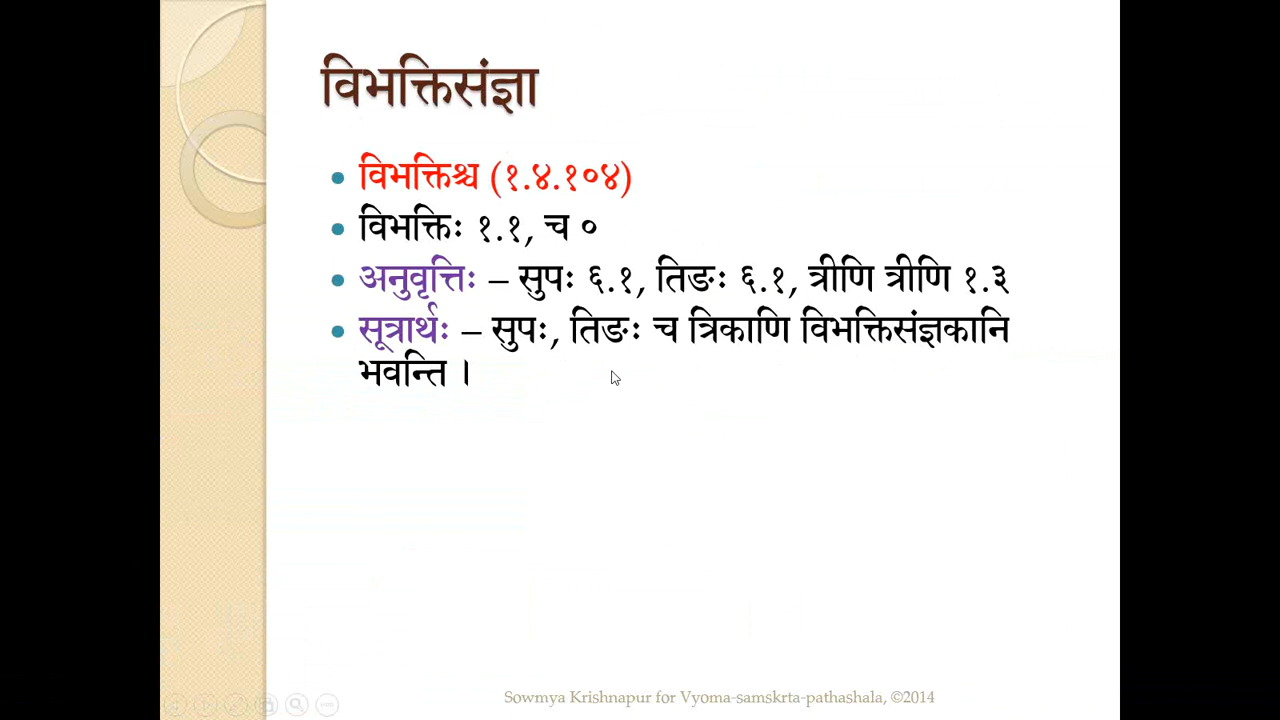 विभक्तिसंज्ञा
विभक्तिश्च (१.४.१०४)
विभक्तिः १.१, च ०
अनुवृत्तिः – सुपः ६.१, तिङः ६.१, त्रीणि त्रीणि १.३
सूत्रार्थः – सुपः, तिङः च त्रिकाणि विभक्तिसंज्ञकानि
भवन्ति ।
Sowmya Krishnapur for Vyoma-samskrta-pathashala, ©2014